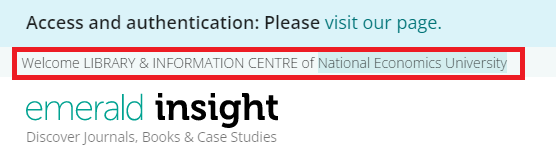 Access and authentication: Please visit our page.
Welcome LIBRARY & INFORMATION CENTRE of National Economics University
emerald insight
Discover Journals, Books & Case Studies